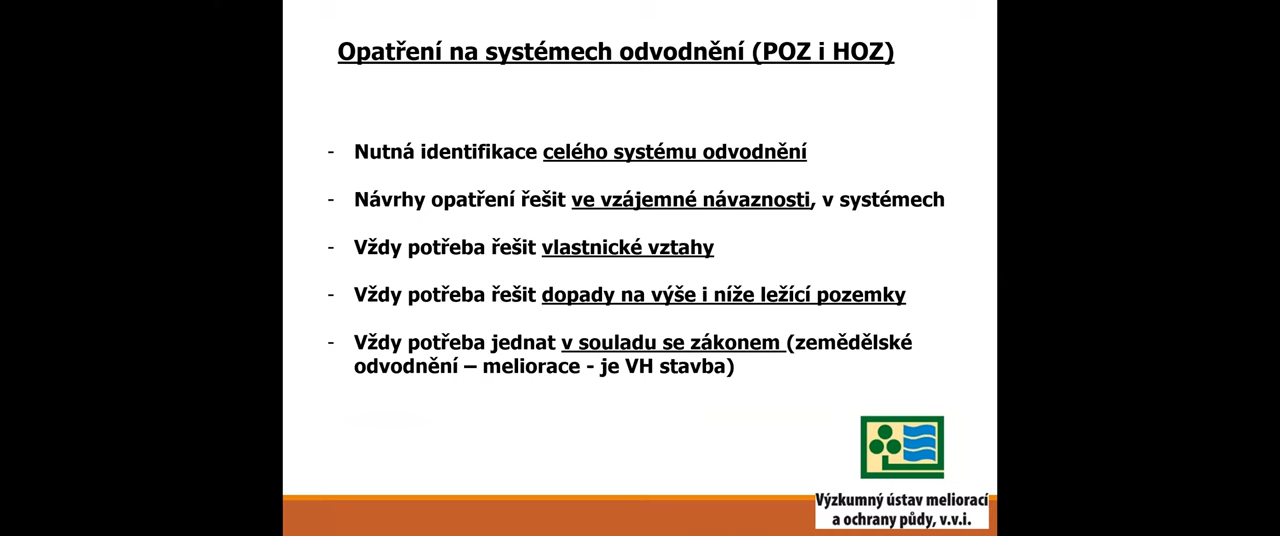 Opatření na systémech odvodnění (POZ i HOZ)
- Nutná identifikace celého systému odvodnění
- Návrhy opatření řešit ve vzájemné návaznosti, v systémech
- Vždy potřeba řešit vlastnické vztahy
- Vždy potřeba řešit dopady na výše i níže ležící pozemky
- Vždy potřeba jednat v souladu se zákonem (zemědělské
odvodnění – meliorace - je VH stavba)
Výzkumný ústav meliorací
a ochrany půdy, v.v.i.